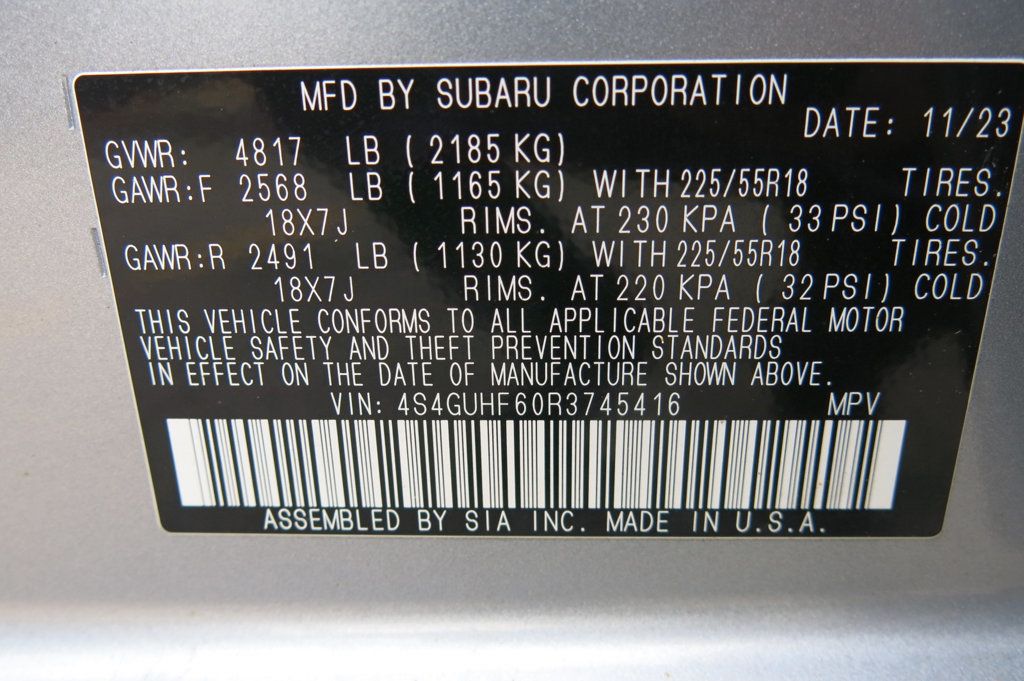 MFD BY SUBARU CORPORATION
DATE: 11/23
GVWR: 4817 LB ( 2185 KG)
GAWR:F 2568 LB ( 1165 KG) WITH 225/55R18 TIRES.
18X7J RIMS. AT 230 KPA ( 33 PSI) COLD
GAWR:R 2491 LB ( 1130 KG) WITH 225/55R18 TIRES.
18X7J RIMS. AT 220 KPA ( 32 PSI) COLD
THIS VEHICLE CONFORMS TO ALL APPLICABLE FEDERAL MOTOR
VEHICLE SAFETY AND THEFT PREVENTION STANDARDS
IN EFFECT ON THE DATE OF MANUFACTURE SHOWN ABOVE.
VIN: 4S4GUHF60R3745416 MPV
ASSEMBLED BY SIA INC. MADE IN U.S.A.